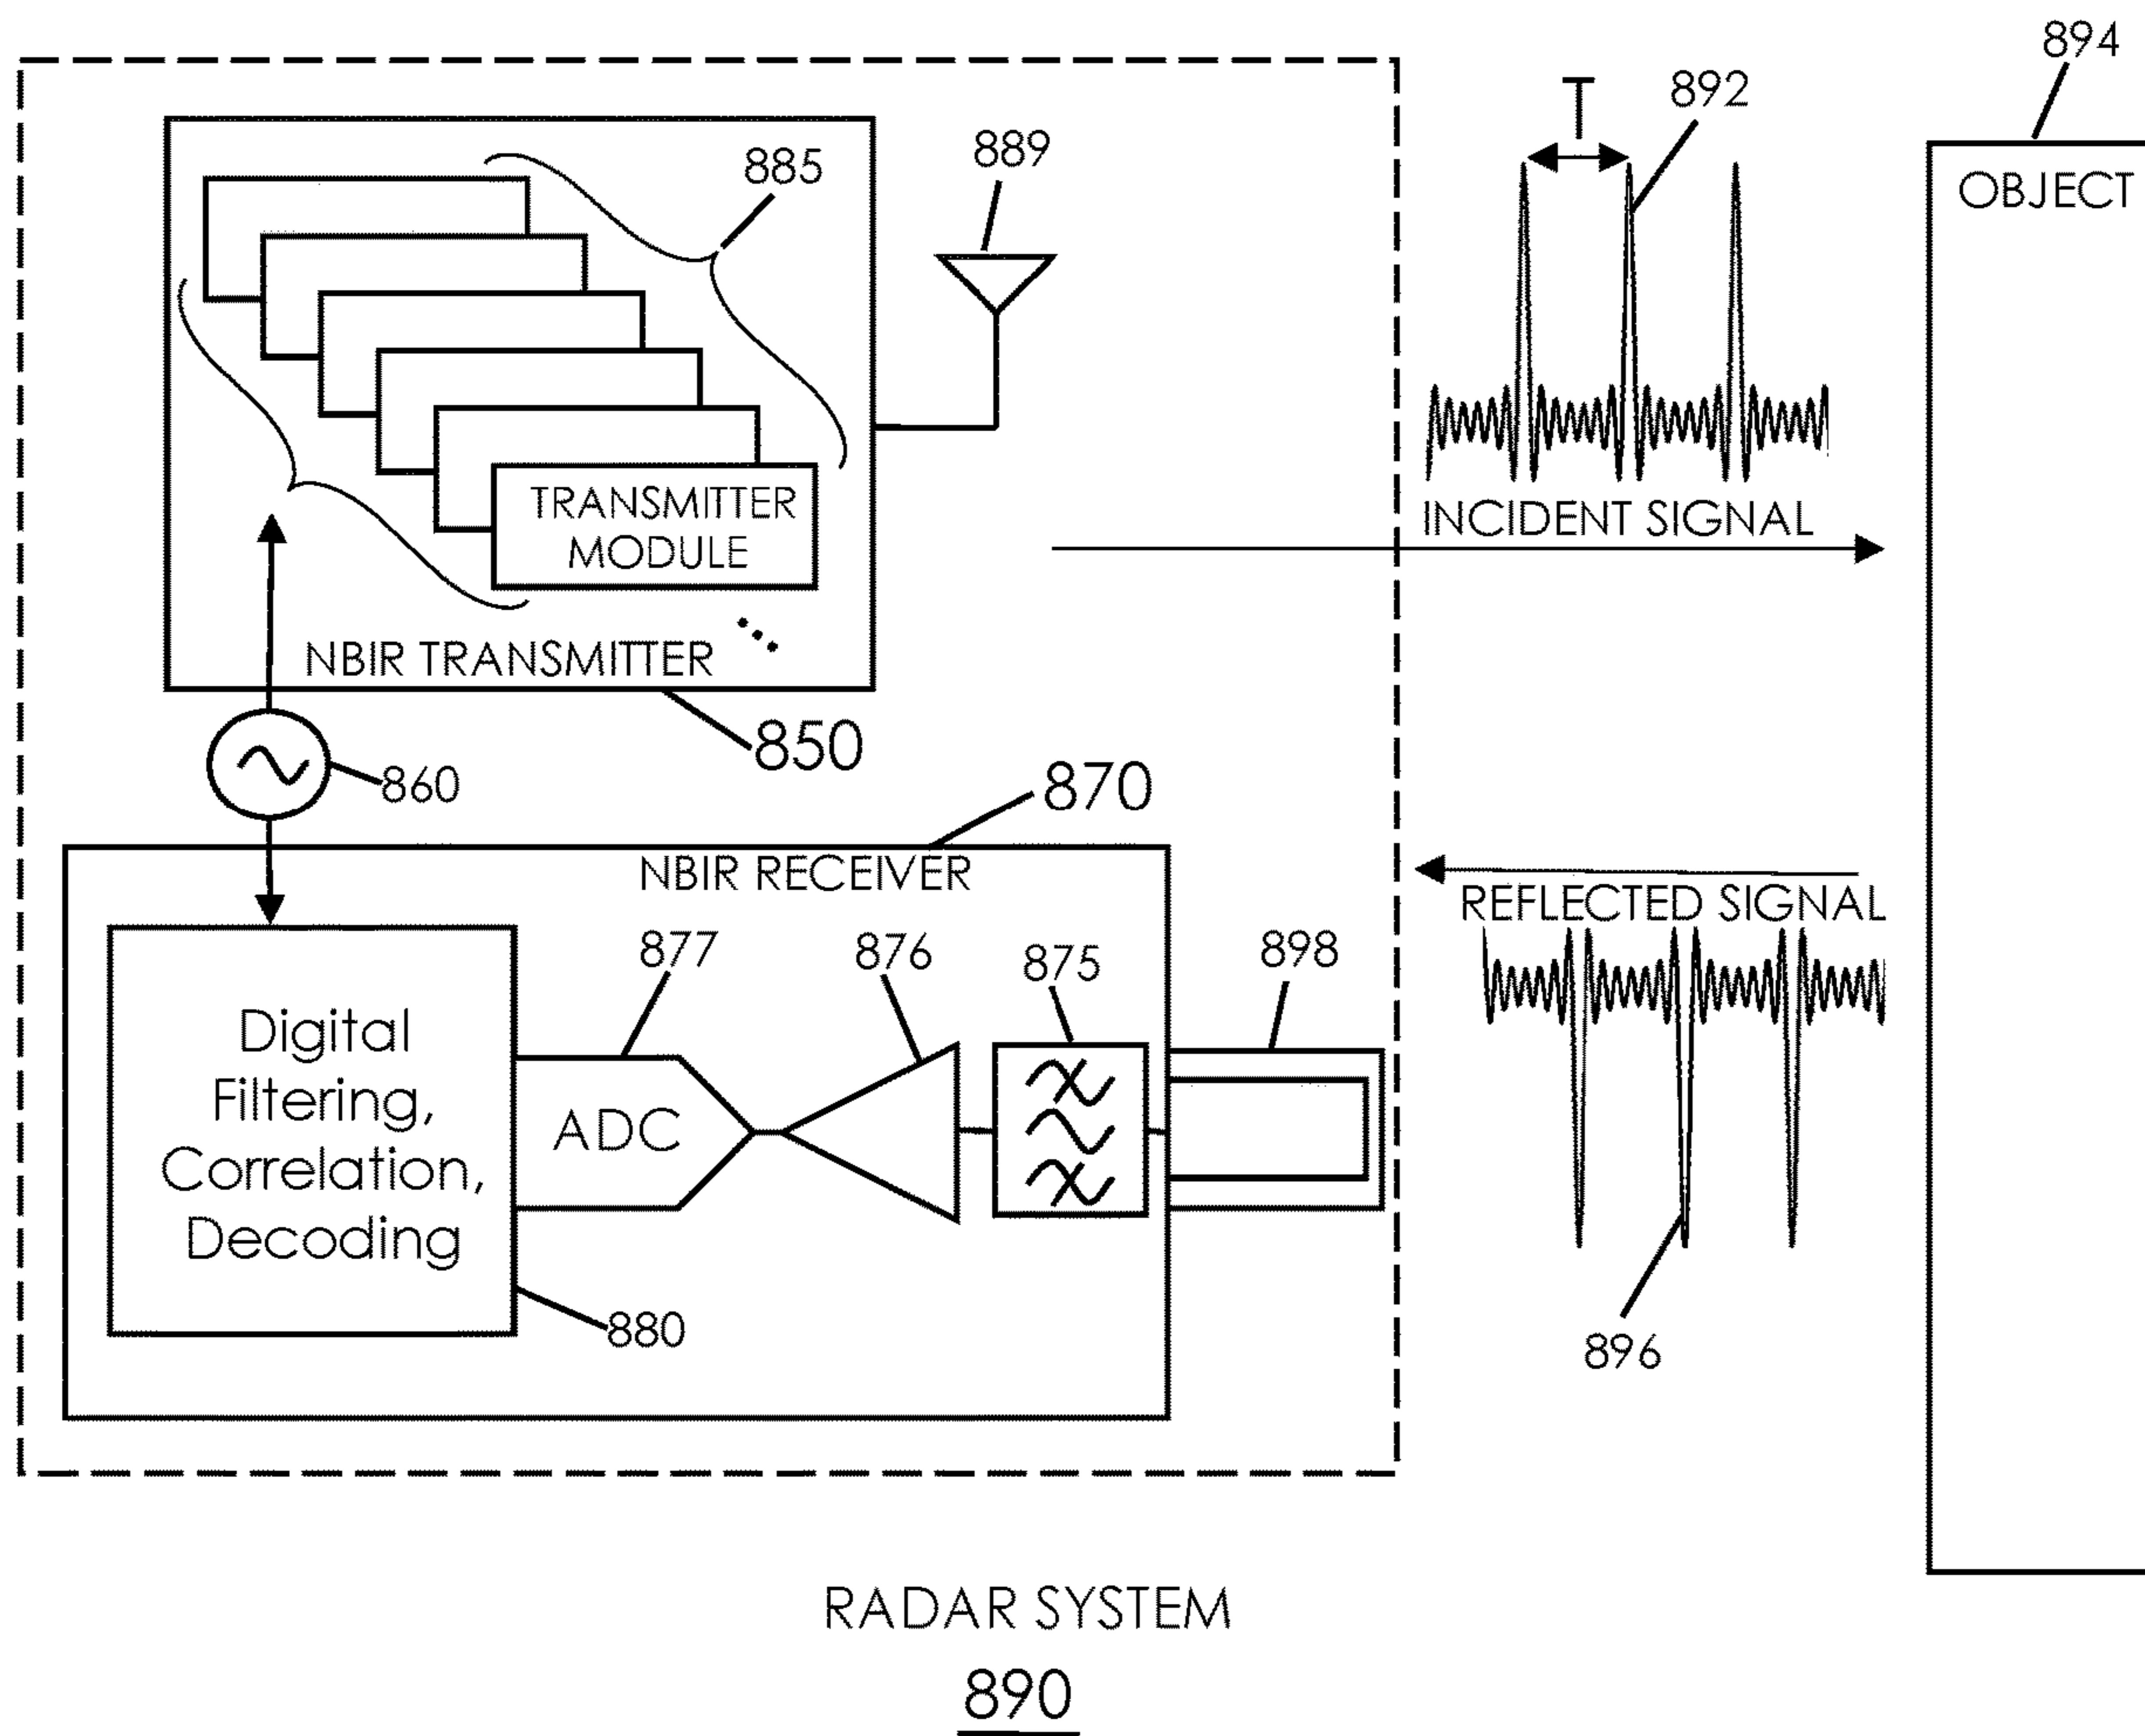 894
T
892
OBJECT
885
889
TRANSMITTER
MODULE
INCIDENT SIGNAL
NBIR TRANSMITTER
850
860
870
NBIR RECEIVER
REFLECTED SIGNAL
877
876
875
898
Digital
Filtering,
Correlation,
Decoding
ADC
880
896
RADAR SYSTEM
890